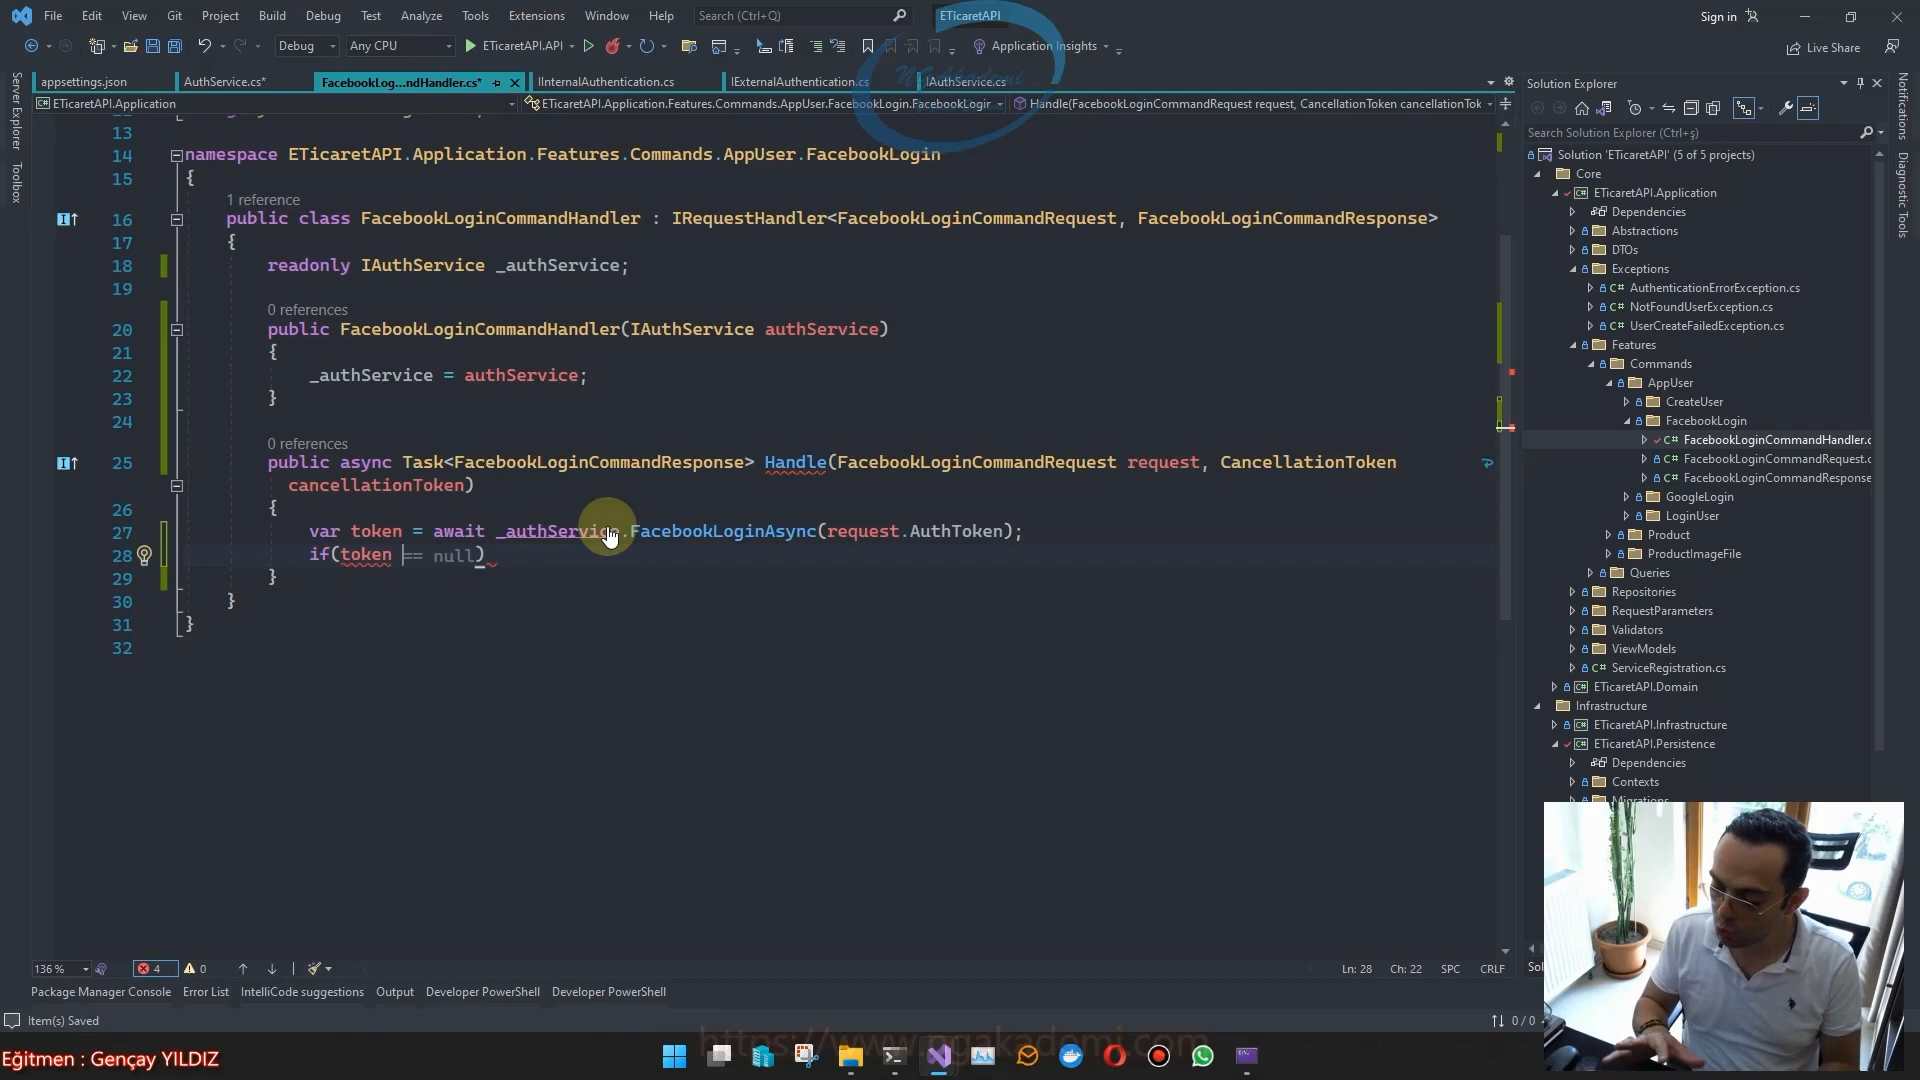 File Edit View Git Project Build Debug Test Analyze Tools Extensions Window Help Search (Ctrl+Q) ETicaretAPI Sign in
Debug Any CPU ETicaretAPI.API Application Insights Live Share
appsettings.json AuthService.cs* FacebookLog...ndHandler.cs* IInternalAuthentication.cs IExternalAuthentication.cs IAuthService.cs
ETicaretAPI.Application ETicaretAPI.Application.Features.Commands.AppUser.FacebookLogin.FacebookLogir Handle(FacebookLoginCommandRequest request, CancellationToken cancellationTok
13
14 namespace ETicaretAPI.Application.Features.Commands.AppUser.FacebookLogin
15 {
1 reference
16 public class FacebookLoginCommandHandler : IRequestHandler<FacebookLoginCommandRequest, FacebookLoginCommandResponse>
17 {
18 readonly IAuthService _authService;
19
0 references
20 public FacebookLoginCommandHandler(IAuthService authService)
21 {
22 _authService = authService;
23 }
24
0 references
25 public async Task<FacebookLoginCommandResponse> Handle(FacebookLoginCommandRequest request, CancellationToken
cancellationToken)
26 {
27 var token = await _authService.FacebookLoginAsync(request.AuthToken);
28 if(token == null)
29 }
30 }
31 }
32
136 % 4 0 Ln: 28 Ch: 22 SPC CRLF
Package Manager Console Error List IntelliCode suggestions Output Developer PowerShell Developer PowerShell
Item(s) Saved 0 / 0
Server Explorer
Toolbox
Solution Explorer
Search Solution Explorer (Ctrl+ş)
Solution 'ETicaretAPI' (5 of 5 projects)
Core
ETicaretAPI.Application
Dependencies
Abstractions
DTOs
Exceptions
AuthenticationErrorException.cs
NotFoundUserException.cs
UserCreateFailedException.cs
Features
Commands
AppUser
CreateUser
FacebookLogin
FacebookLoginCommandHandler.c
FacebookLoginCommandRequest.c
FacebookLoginCommandResponse
GoogleLogin
LoginUser
Product
ProductImageFile
Queries
Repositories
RequestParameters
Validators
ViewModels
ServiceRegistration.cs
ETicaretAPI.Domain
Infrastructure
ETicaretAPI.Infrastructure
ETicaretAPI.Persistence
Dependencies
Contexts
Migrations
Sol
Notifications
Diagnostic Tools
Eğitmen : Gençay YILDIZ